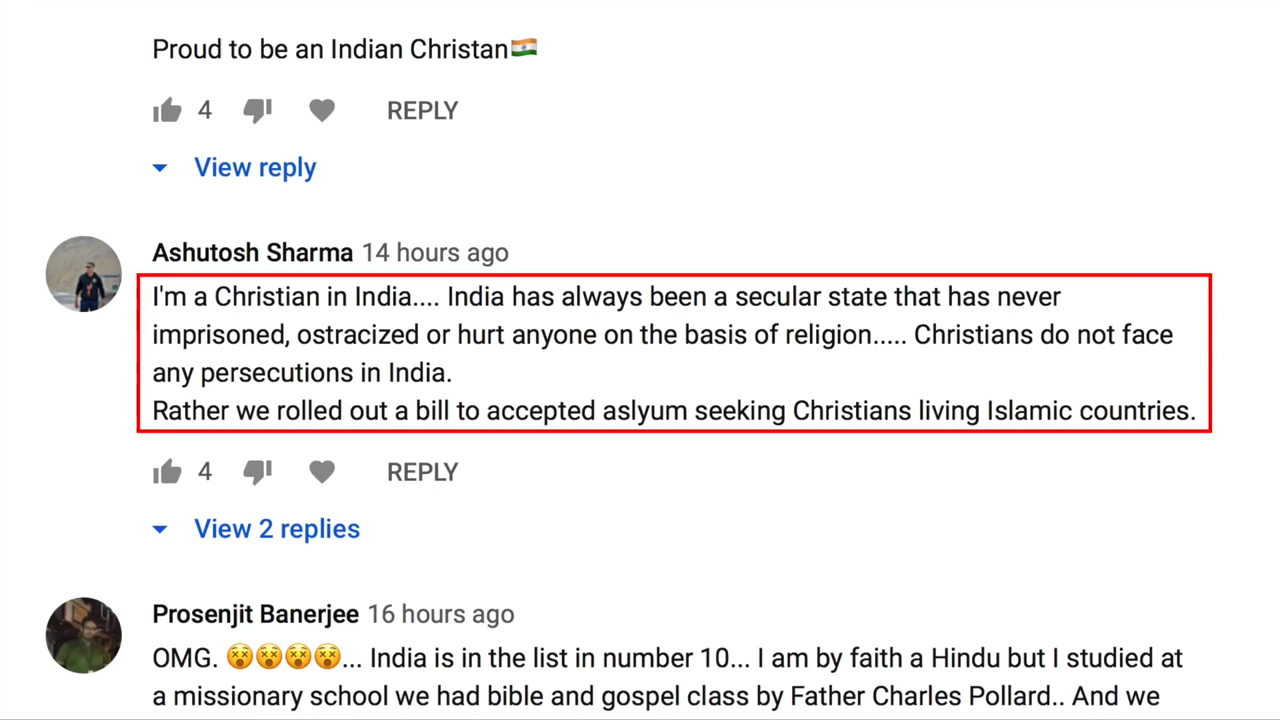 Proud to be an Indian Christan🇮🇳
4 REPLY
View reply
Ashutosh Sharma 14 hours ago
I'm a Christian in India.... India has always been a secular state that has never
imprisoned, ostracized or hurt anyone on the basis of religion..... Christians do not face
any persecutions in India.
Rather we rolled out a bill to accepted aslyum seeking Christians living Islamic countries.
4 REPLY
View 2 replies
Prosenjit Banerjee 16 hours ago
OMG. 😵😵😵😵... India is in the list in number 10... I am by faith a Hindu but I studied at
a missionary school we had bible and gospel class by Father Charles Pollard.. And we